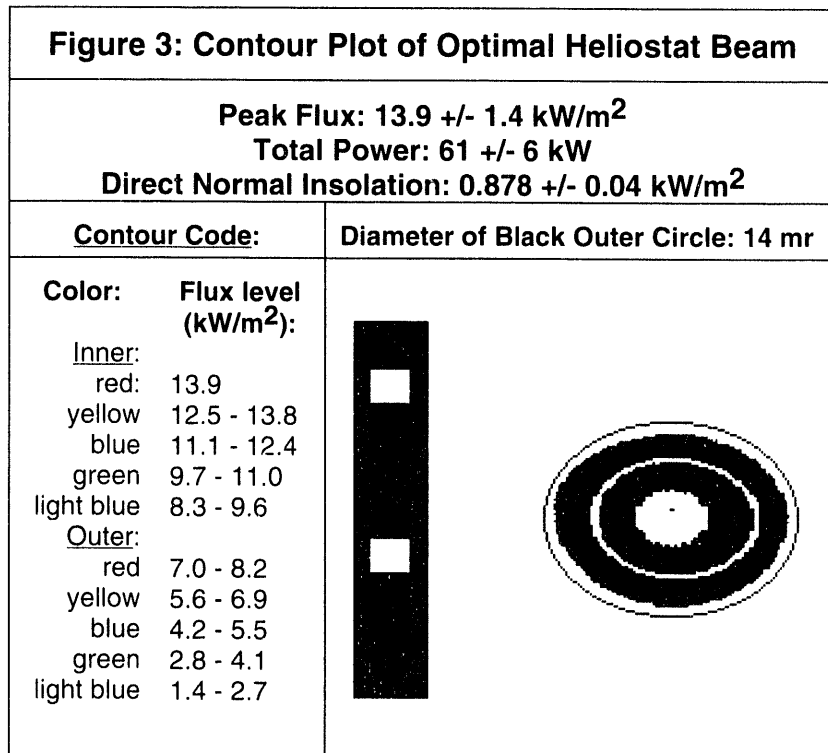 Figure 3: Contour Plot of Optimal Heliostat Beam
Peak Flux: 13.9 +/- 1.4 kW/m²
Total Power: 61 +/- 6 kW
Direct Normal Insolation: 0.878 +/- 0.04 kW/m²
Contour Code:
Diameter of Black Outer Circle: 14 mr
Color: Flux level
(kW/m²):
Inner:
red: 13.9
yellow 12.5 - 13.8
blue 11.1 - 12.4
green 9.7 - 11.0
light blue 8.3 - 9.6
Outer:
red 7.0 - 8.2
yellow 5.6 - 6.9
blue 4.2 - 5.5
green 2.8 - 4.1
light blue 1.4 - 2.7